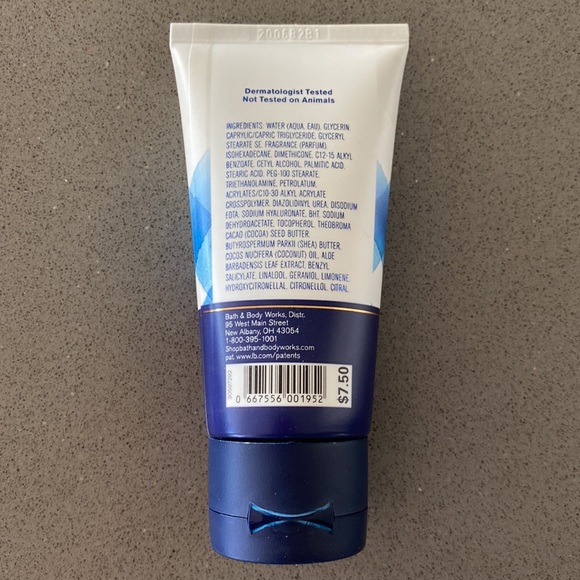 2006B2B1
Dermatologist Tested
Not Tested on Animals
INGREDIENTS: WATER (AQUA, EAU), GLYCERIN,
CAPRYLIC/CAPRIC TRIGLYCERIDE, GLYCERYL
STEARATE SE, FRAGRANCE (PARFUM),
ISOHEXADECANE, DIMETHICONE, C12-15 ALKYL
BENZOATE, CETYL ALCOHOL, PALMITIC ACID,
STEARIC ACID, PEG-100 STEARATE,
TRIETHANOLAMINE, PETROLATUM,
ACRYLATES/C10-30 ALKYL ACRYLATE
CROSSPOLYMER, DIAZOLIDINYL UREA, DISODIUM
EDTA, SODIUM HYALURONATE, BHT, SODIUM
DEHYDROACETATE, TOCOPHEROL, THEOBROMA
CACAO (COCOA) SEED BUTTER,
BUTYROSPERMUM PARKII (SHEA) BUTTER,
COCOS NUCIFERA (COCONUT) OIL, ALOE
BARBADENSIS LEAF EXTRACT, BENZYL
SALICYLATE, LINALOOL, GERANIOL, LIMONENE,
HYDROXYCITRONELLAL, CITRONELLOL, CITRAL.
Bath & Body Works, Distr.
95 West Main Street
New Albany, OH 43054
1-800-395-1001
Shopbathandbodyworks.com
pat. www.lb.com/patents
0 667556 001952
$7.50